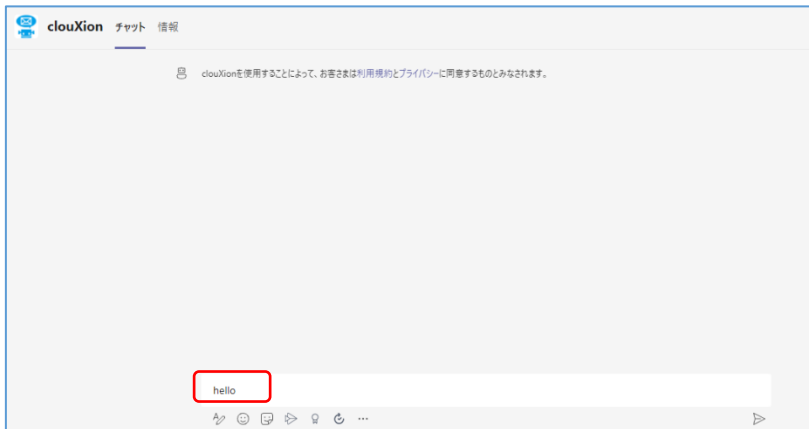 clouXion チャット 情報
clouXionを使用することによって、お客さまは利用規約とプライバシーに同意するものとみなされます。
hello